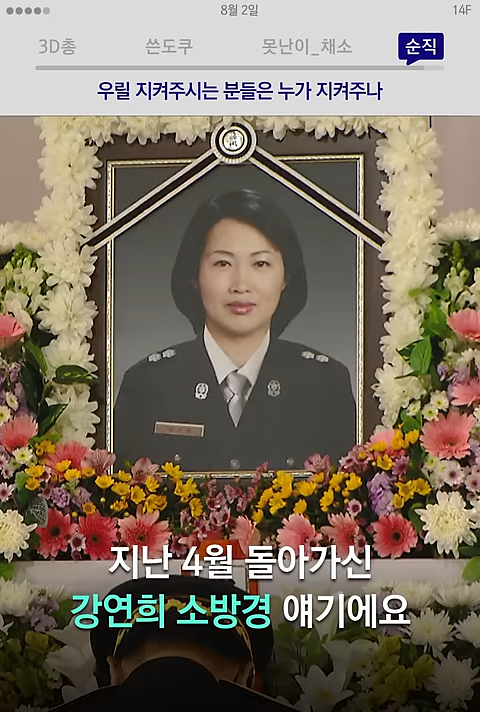 8월 2일
14F
3D총
쓴도쿠
못난이_채소
순직
우릴 지켜주시는 분들은 누가 지켜주나
지난 4월 돌아가신
강연희 소방경 얘기에요